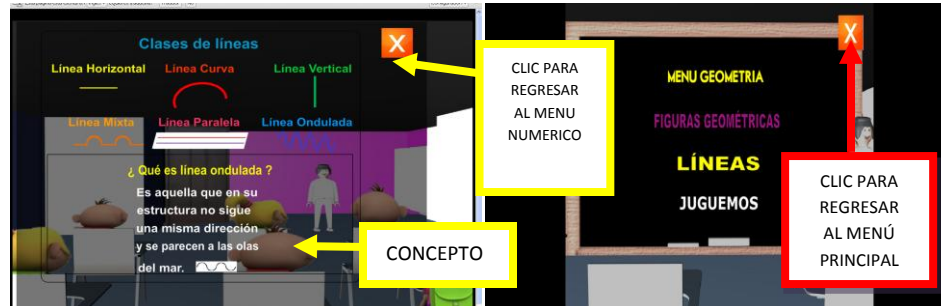 Clases de líneas
X
Línea Horizontal Línea Curva Línea Vertical
Línea Mixta Línea Paralela Línea Ondulada
¿ Qué es línea ondulada ?
Es aquella que en su
estructura no sigue
una misma dirección
y se parecen a las olas
del mar.
CLIC PARA
REGRESAR
AL MENU
NUMERICO
CONCEPTO
X
MENU GEOMETRIA
FIGURAS GEOMÉTRICAS
LÍNEAS
JUGUEMOS
CLIC PARA
REGRESAR
AL MENÚ
PRINCIPAL